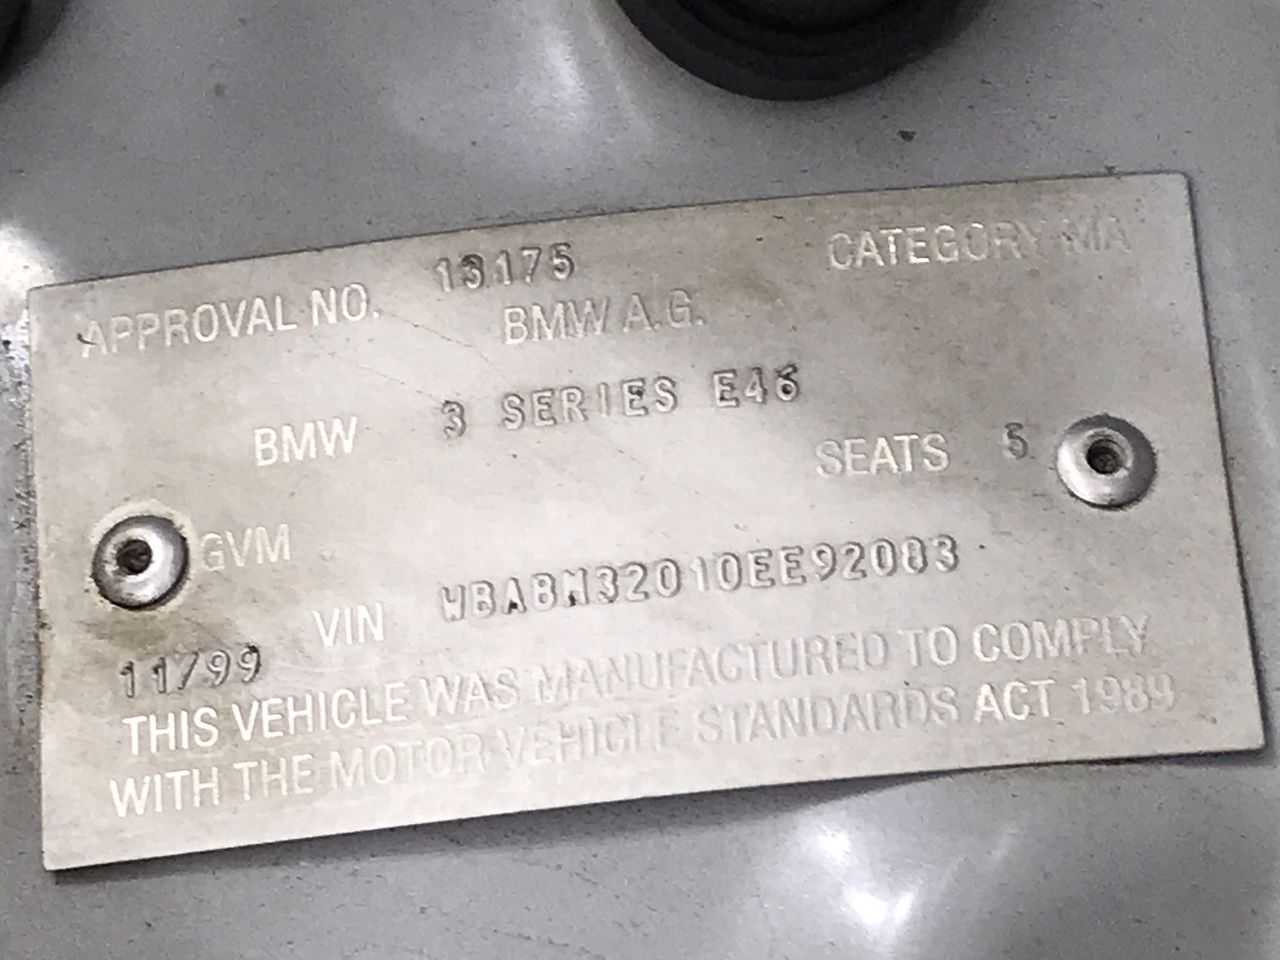 APPROVAL NO. 13175 CATEGORY MA
BMW A.G.
BMW 3 SERIES E46
SEATS 5
GVM
VIN WBABM32010EE92083
11/99
THIS VEHICLE WAS MANUFACTURED TO COMPLY
WITH THE MOTOR VEHICLE STANDARDS ACT 1989